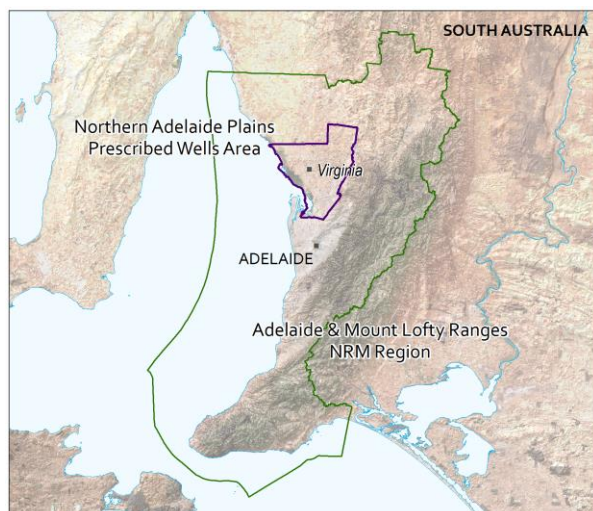 SOUTH AUSTRALIA
Northern Adelaide Plains
Prescribed Wells Area
Virginia
ADELAIDE
Adelaide & Mount Lofty Ranges
NRM Region